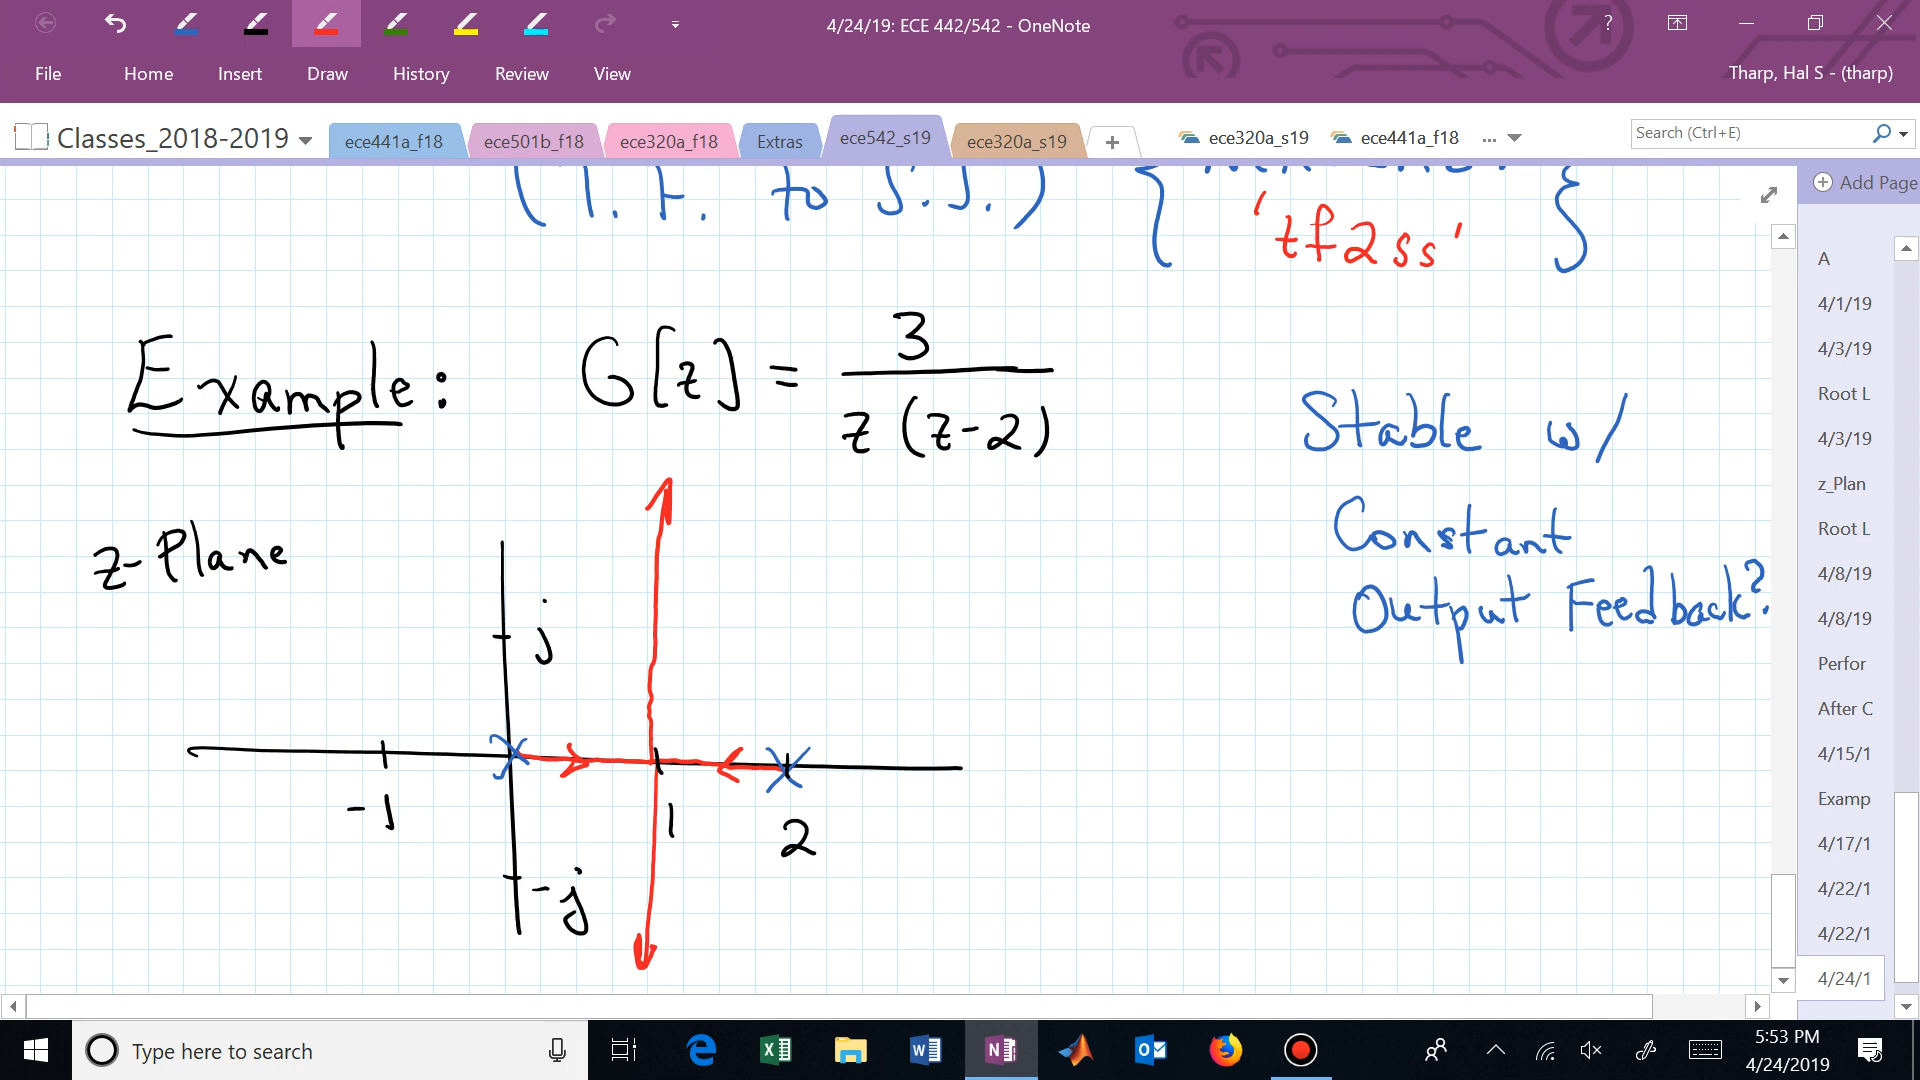 4/24/19: ECE 442/542 - OneNote
?
File Home Insert Draw History Review View
Tharp, Hal S - (tharp)
Classes_2018-2019
ece441a_f18
ece501b_f18
ece320a_f18
Extras
ece542_s19
ece320a_s19
+
ece320a_s19
ece441a_f18
...
Search (Ctrl+E)
Add Page
A
4/1/19
4/3/19
Root L
4/3/19
z_Plan
Root L
4/8/19
4/8/19
Perfor
After C
4/15/1
Examp
4/17/1
4/22/1
4/22/1
4/24/1
(T.F. to S.S.)
{ 'tf2ss' }
Example: G[z] = 3
z (z-2)
Stable w/
Constant
Output Feedback?
z-Plane
j
-1
1
2
-j
Type here to search
5:53 PM
4/24/2019